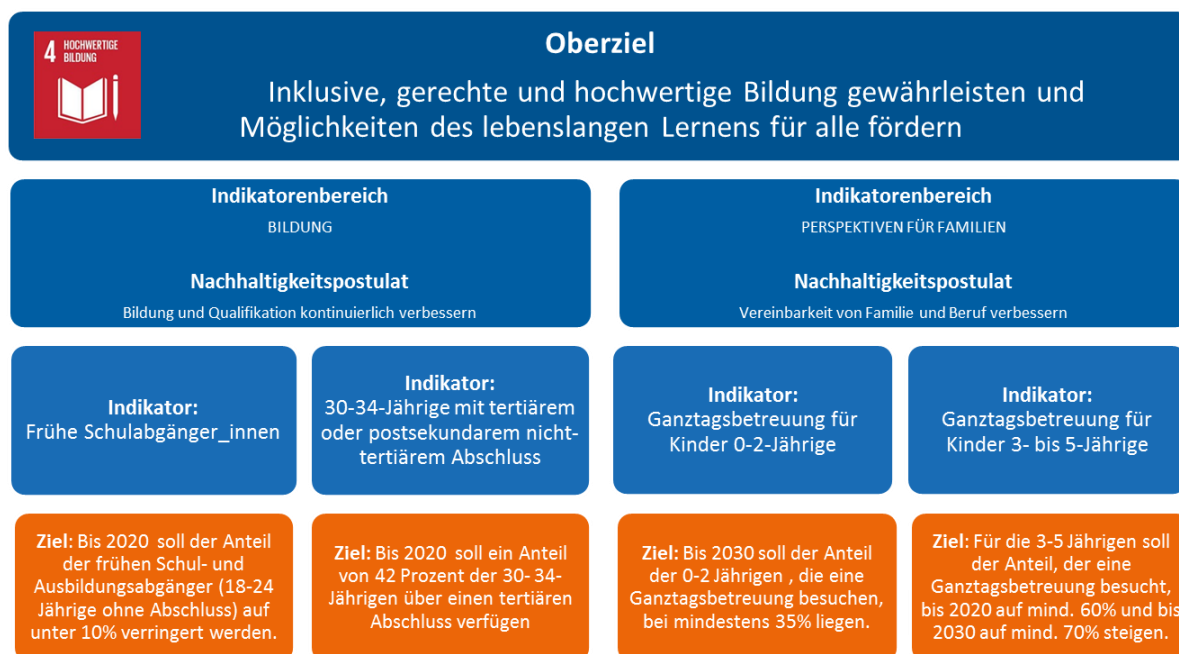 4 HOCHWERTIGE
BILDUNG
Oberziel
Inklusive, gerechte und hochwertige Bildung gewährleisten und
Möglichkeiten des lebenslangen Lernens für alle fördern
Indikatorenbereich
BILDUNG
Nachhaltigkeitspostulat
Bildung und Qualifikation kontinuierlich verbessern
Indikatorenbereich
PERSPEKTIVEN FÜR FAMILIEN
Nachhaltigkeitspostulat
Vereinbarkeit von Familie und Beruf verbessern
Indikator:
Frühe Schulabgänger_innen
Indikator:
30-34-Jährige mit tertiärem
oder postsekundarem nicht-
tertiärem Abschluss
Indikator:
Ganztagsbetreuung für
Kinder 0-2-Jährige
Indikator:
Ganztagsbetreuung für
Kinder 3- bis 5-Jährige
Ziel: Bis 2020 soll der Anteil
der frühen Schul- und
Ausbildungsabgänger (18-24
Jährige ohne Abschluss) auf
unter 10% verringert werden.
Ziel: Bis 2020 soll ein Anteil
von 42 Prozent der 30- 34-
Jährigen über einen tertiären
Abschluss verfügen
Ziel: Bis 2030 soll der Anteil
der 0-2 Jährigen , die eine
Ganztagsbetreuung besuchen,
bei mindestens 35% liegen.
Ziel: Für die 3-5 Jährigen soll
der Anteil, der eine
Ganztagsbetreuung besucht,
bis 2020 auf mind. 60% und bis
2030 auf mind. 70% steigen.